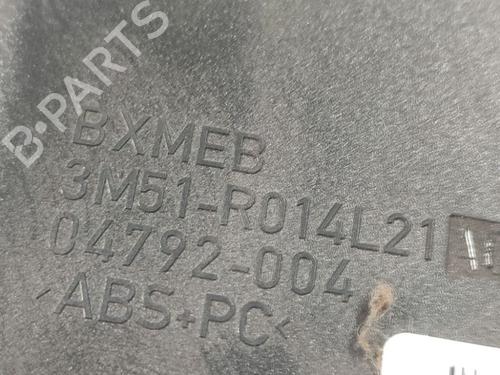 B-PARTS
BXMEB
3M51-R014L21
04792-004
>ABS+PC<